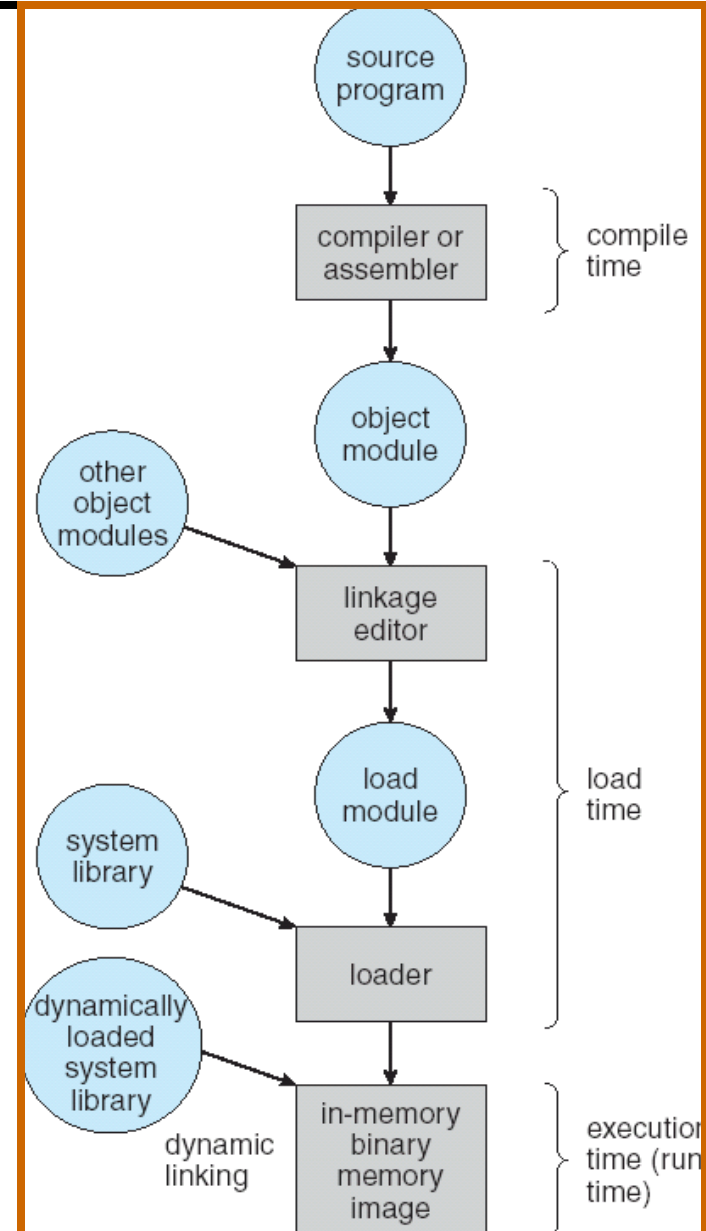 source
program
compiler or
assembler
compile
time
object
module
other
object
modules
linkage
editor
load
module
load
time
system
library
loader
dynamically
loaded
system
library
dynamic
linking
in-memory
binary
memory
image
execution
time (run
time)